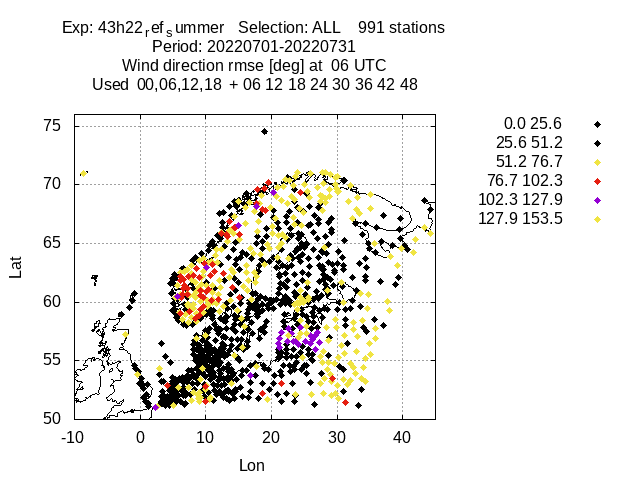 Exp: 43h22refsummer Selection: ALL 991 stations
Period: 20220701-20220731
Wind direction rmse [deg] at 06 UTC
Used 00,06,12,18 + 06 12 18 24 30 36 42 48
0.0 25.6
25.6 51.2
51.2 76.7
76.7 102.3
102.3 127.9
127.9 153.5
75
70
65
60
55
50
Lat
-10 0 10 20 30 40
Lon